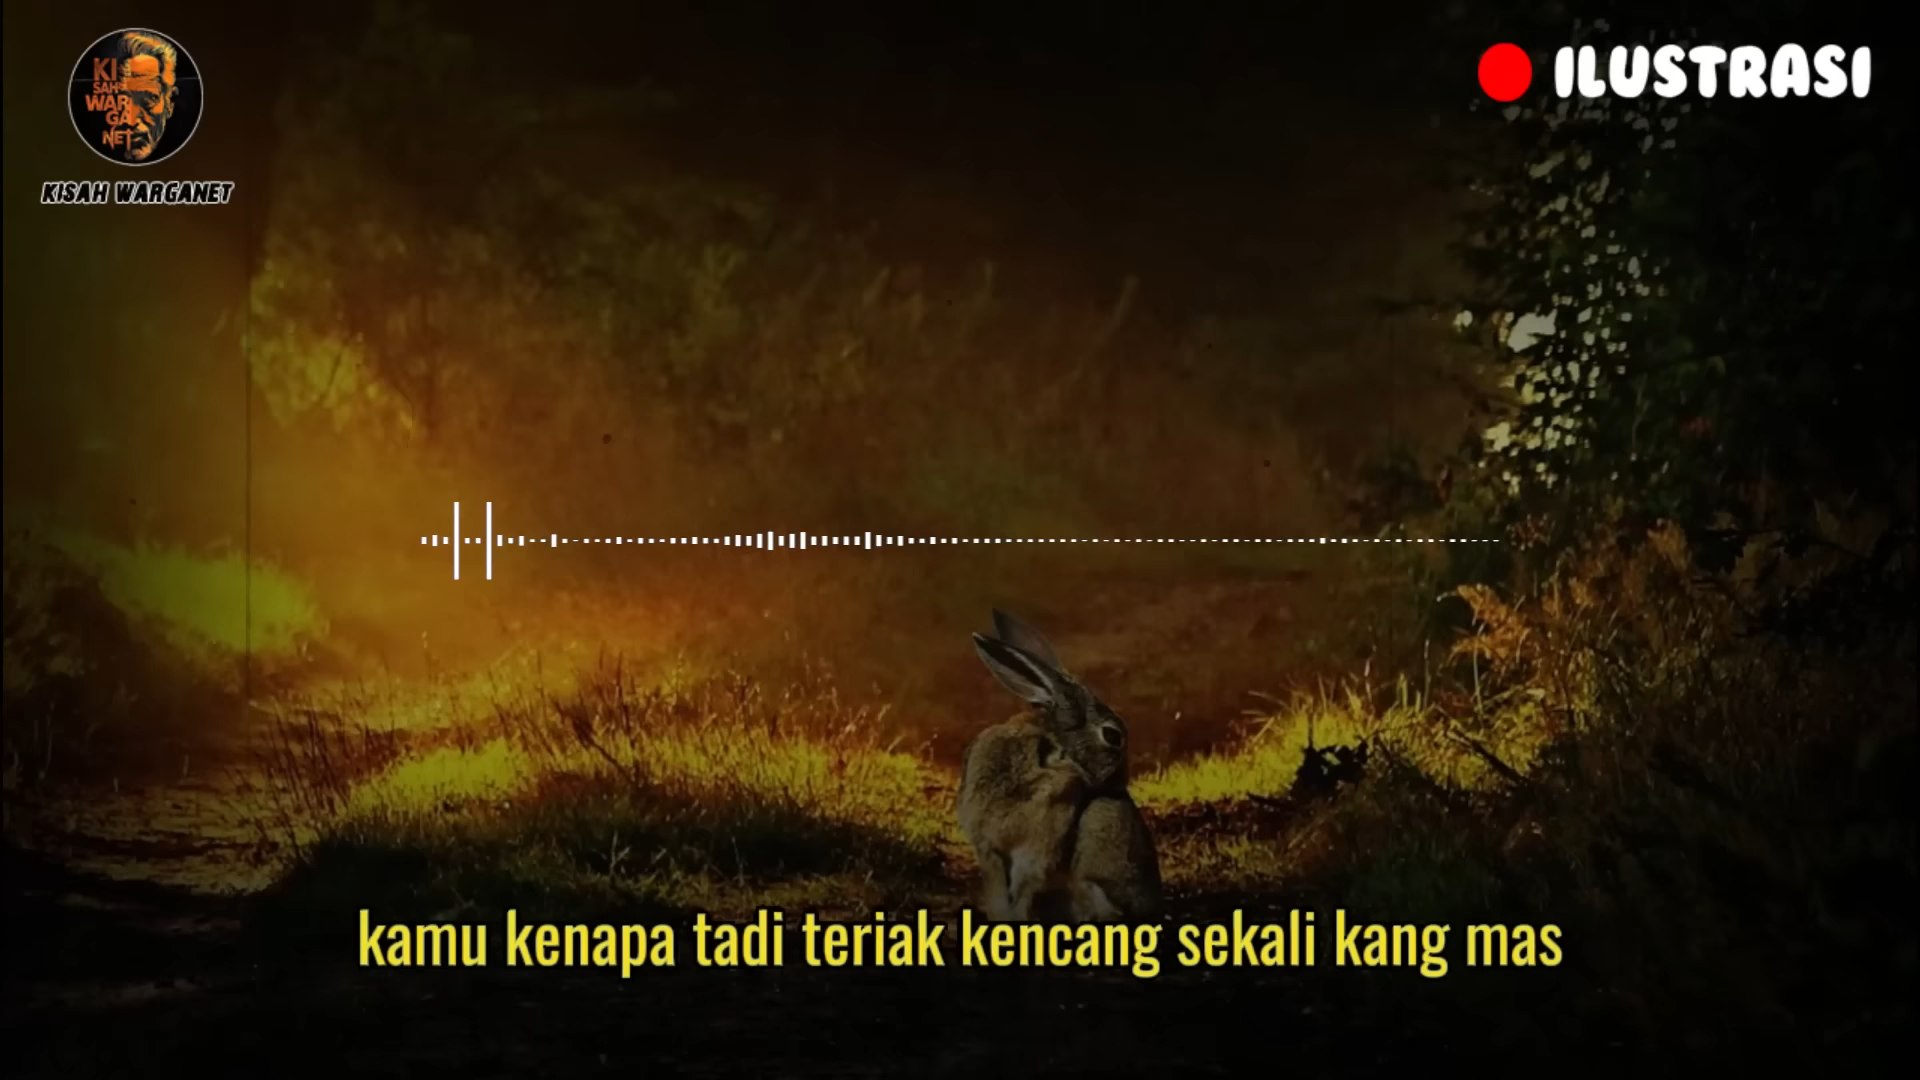 KI
SAH
WAR
GA
NET
KISAH WARGANET
ILUSTRASI
kamu kenapa tadi teriak kencang sekali kang mas